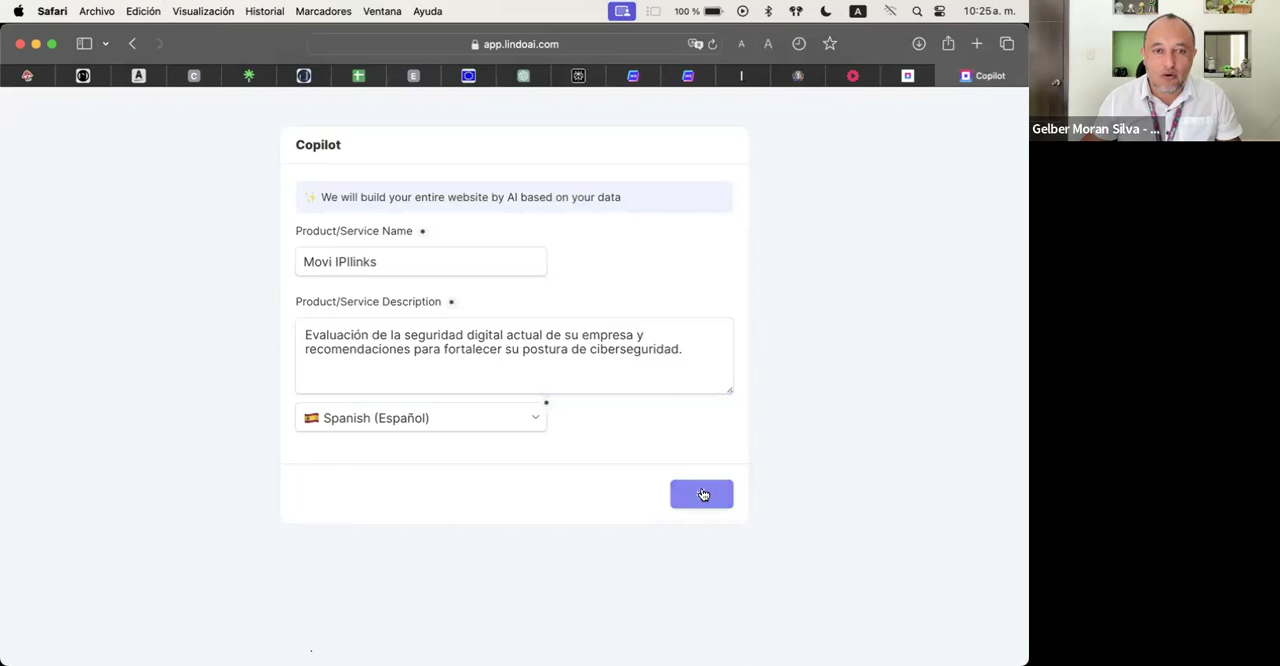 Safari Archivo Edición Visualización Historial Marcadores Ventana Ayuda 100 % A 10:25 a. m.
app.lindoai.com A A
A C E I Copilot
Gelber Moran Silva - ...
Copilot
✨ We will build your entire website by AI based on your data
Product/Service Name *
Movi IPllinks
Product/Service Description *
Evaluación de la seguridad digital actual de su empresa y
recomendaciones para fortalecer su postura de ciberseguridad.
*
🇪🇸 Spanish (Español)